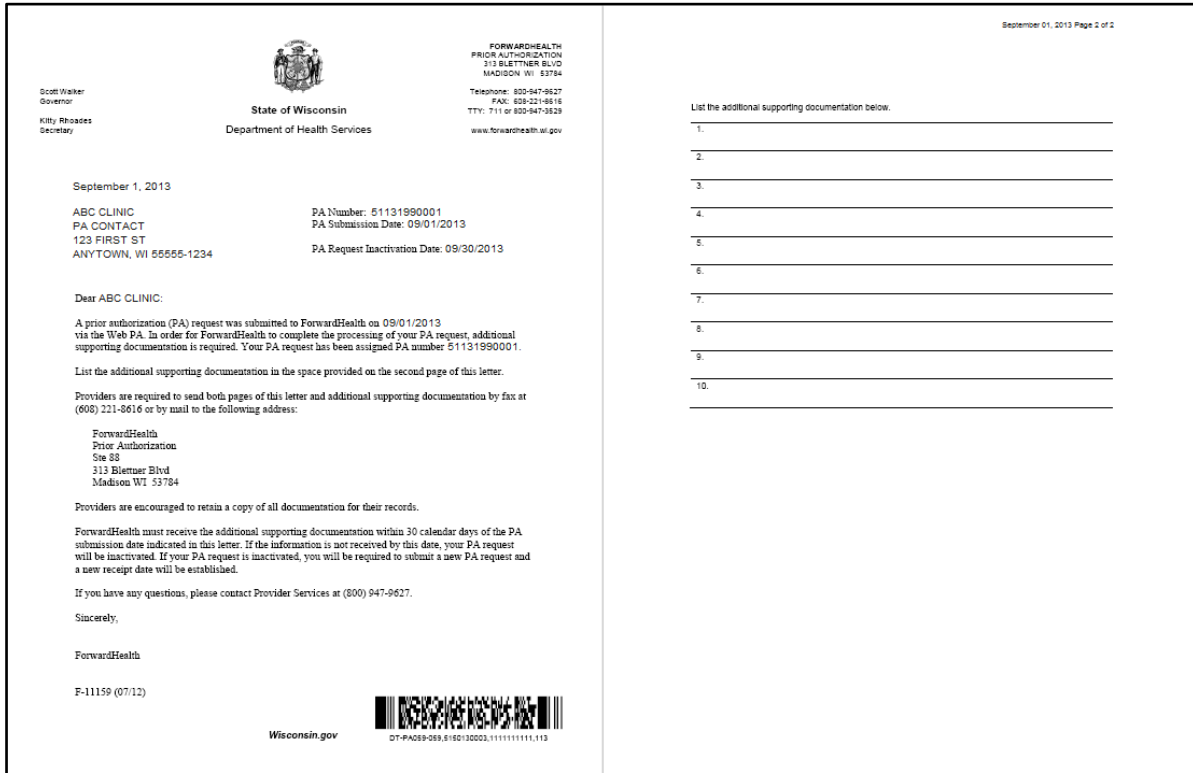 FORWARDHEALTH
PRIOR AUTHORIZATION
313 BLETTNER BLVD
MADISON WI 53784
Scott Walker
Governor
Kitty Rhoades
Secretary
State of Wisconsin
Department of Health Services
Telephone: 800-947-9627
FAX: 608-221-8616
TTY: 711 or 800-947-3529
www.forwardhealth.wi.gov
September 1, 2013
ABC CLINIC
PA CONTACT
123 FIRST ST
ANYTOWN, WI 55555-1234
PA Number: 51131990001
PA Submission Date: 09/01/2013
PA Request Inactivation Date: 09/30/2013
Dear ABC CLINIC:
A prior authorization (PA) request was submitted to ForwardHealth on 09/01/2013
via the Web PA. In order for ForwardHealth to complete the processing of your PA request, additional
supporting documentation is required. Your PA request has been assigned PA number 51131990001.
List the additional supporting documentation in the space provided on the second page of this letter.
Providers are required to send both pages of this letter and additional supporting documentation by fax at
(608) 221-8616 or by mail to the following address:
ForwardHealth
Prior Authorization
Ste 88
313 Blettner Blvd
Madison WI 53784
Providers are encouraged to retain a copy of all documentation for their records.
ForwardHealth must receive the additional supporting documentation within 30 calendar days of the PA
submission date indicated in this letter. If the information is not received by this date, your PA request
will be inactivated. If your PA request is inactivated, you will be required to submit a new PA request and
a new receipt date will be established.
If you have any questions, please contact Provider Services at (800) 947-9627.
Sincerely,
ForwardHealth
F-11159 (07/12)
Wisconsin.gov
DT-PA059-059,5150130003,1111111111,113
September 01, 2013 Page 2 of 2
List the additional supporting documentation below.
1.
2.
3.
4.
5.
6.
7.
8.
9.
10.